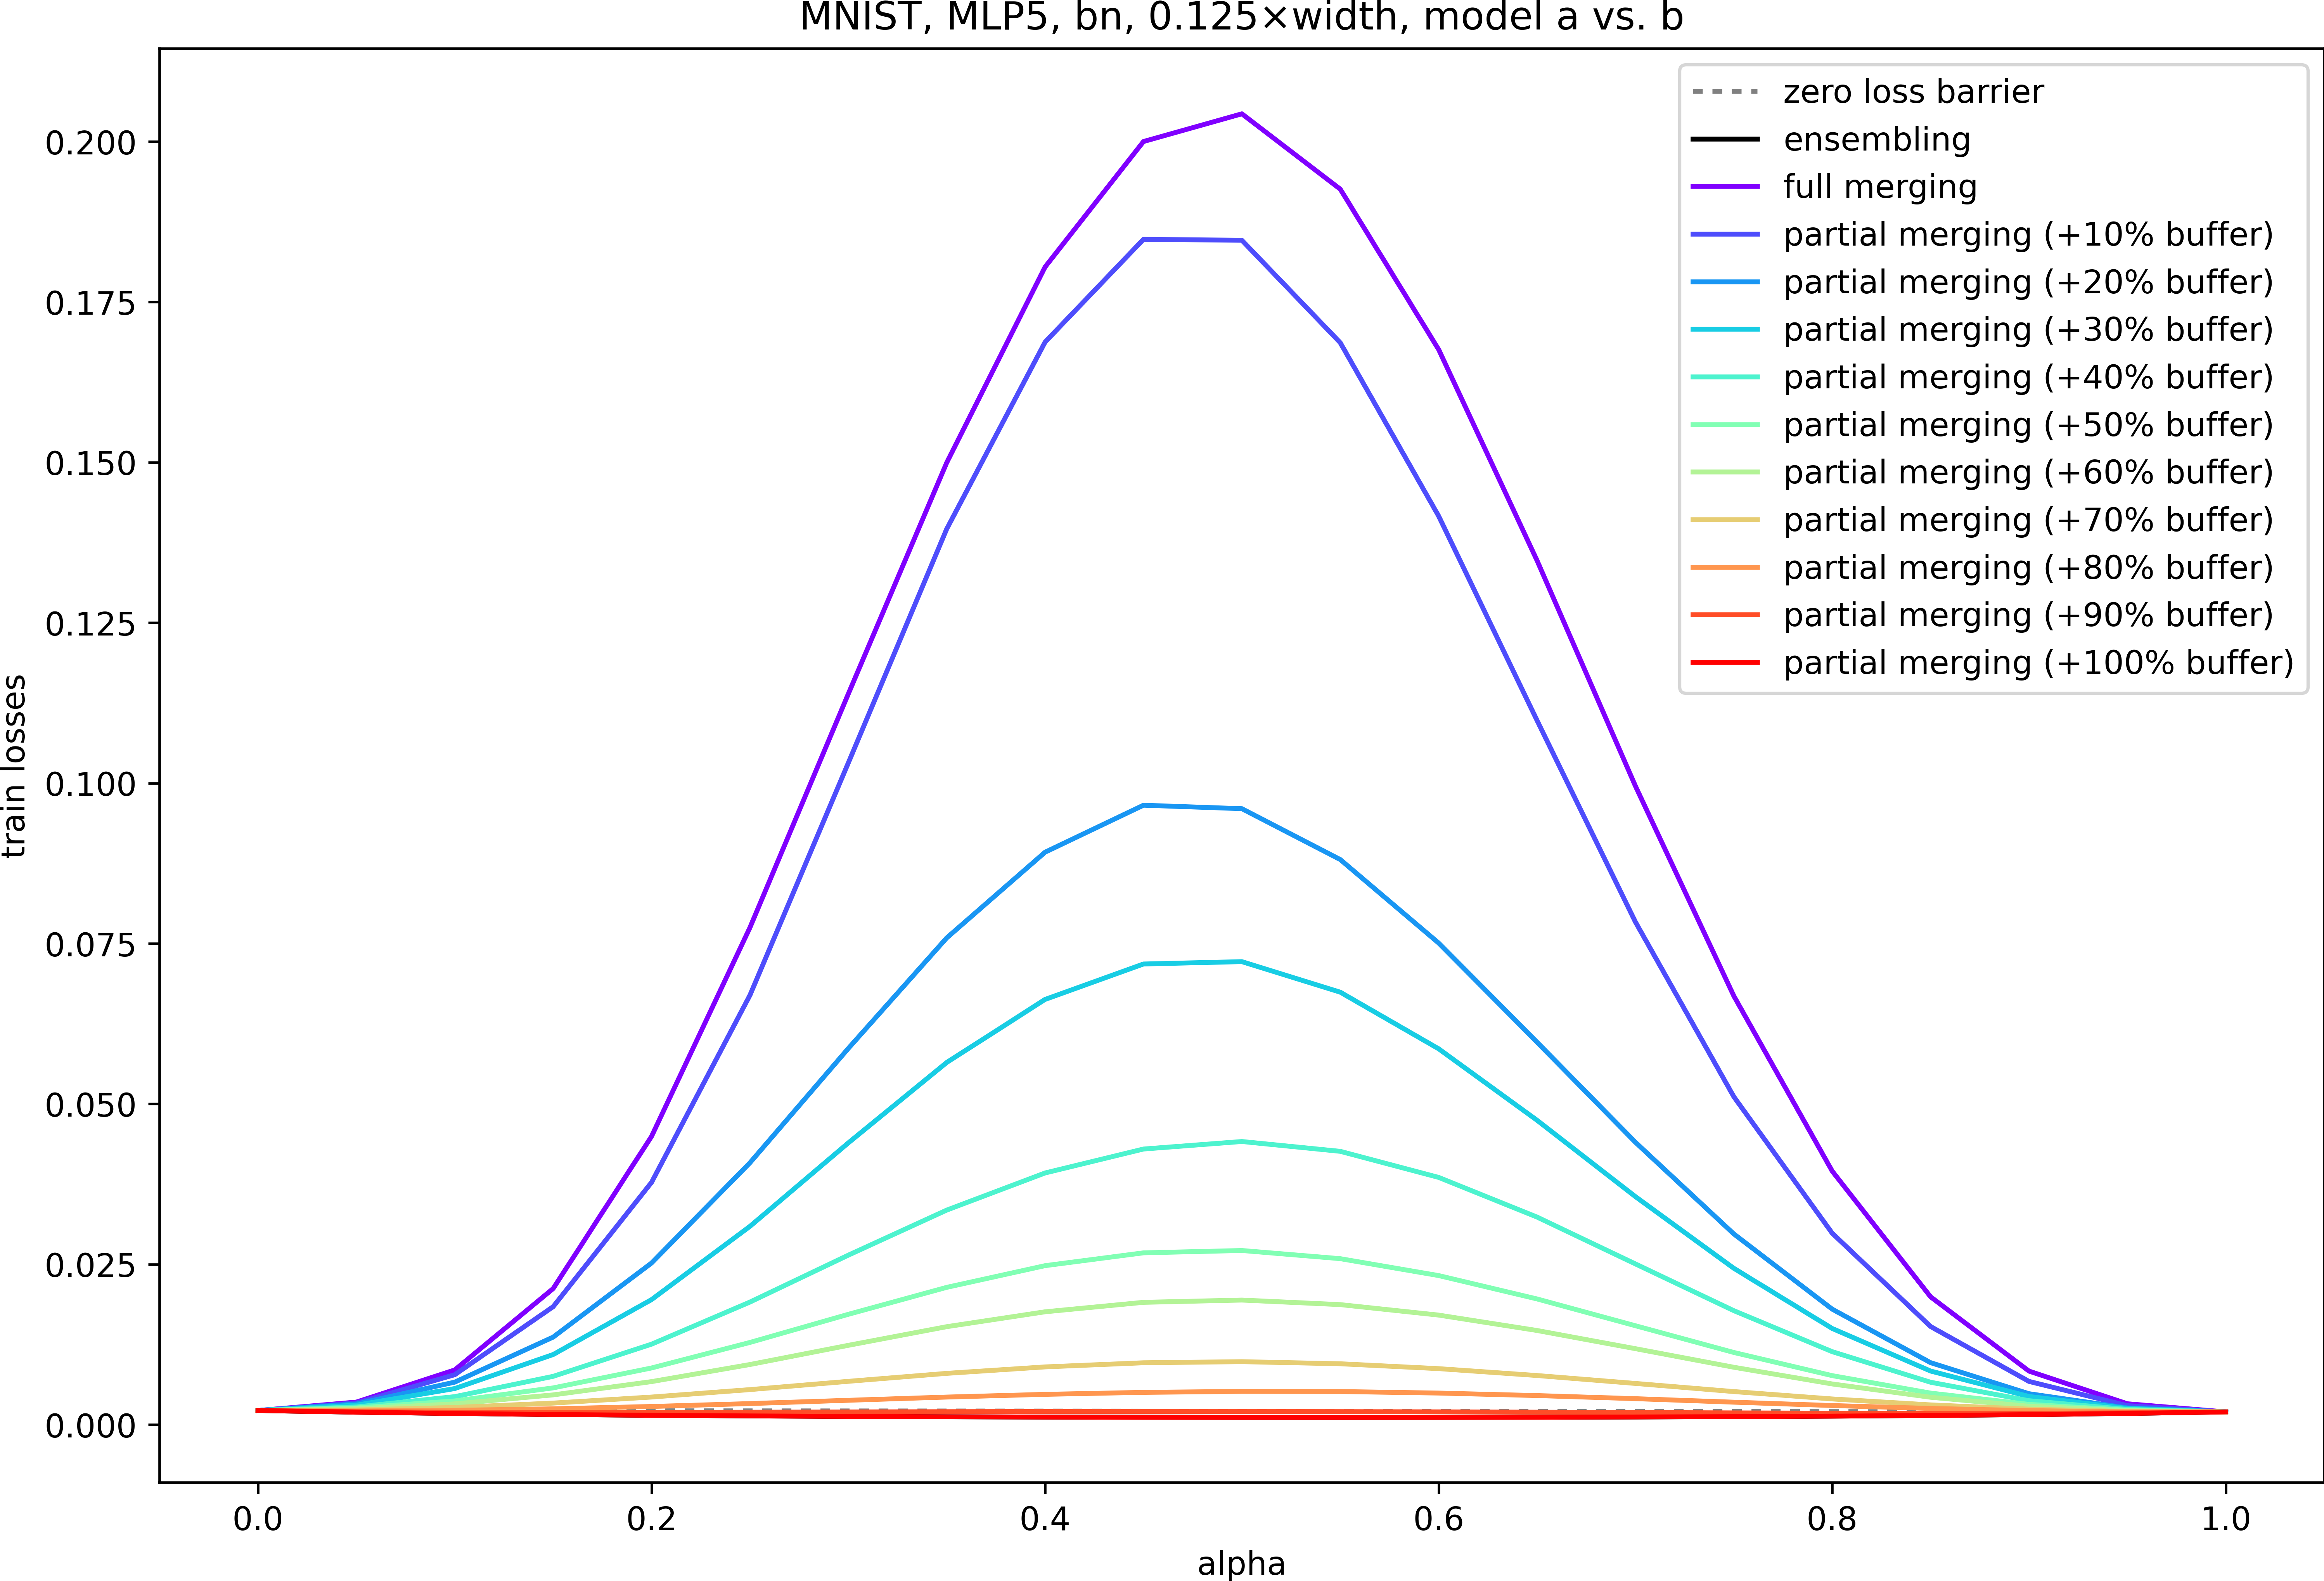 MNIST, MLP5, bn, 0.125×width, model a vs. b
zero loss barrier
ensembling
full merging
partial merging (+10% buffer)
partial merging (+20% buffer)
partial merging (+30% buffer)
partial merging (+40% buffer)
partial merging (+50% buffer)
partial merging (+60% buffer)
partial merging (+70% buffer)
partial merging (+80% buffer)
partial merging (+90% buffer)
partial merging (+100% buffer)
train losses
0.200
0.175
0.150
0.125
0.100
0.075
0.050
0.025
0.000
0.0 0.2 0.4 0.6 0.8 1.0
alpha